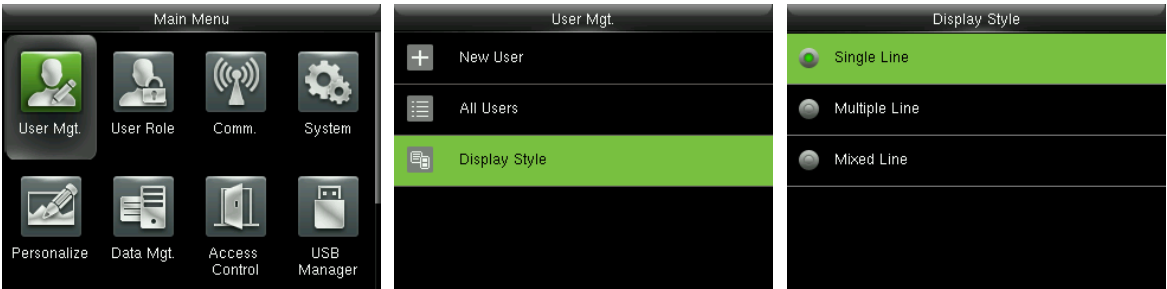 Main Menu
User Mgt.
User Role
Comm.
System
Personalize
Data Mgt.
Access
Control
USB
Manager
User Mgt.
New User
All Users
Display Style
Display Style
Single Line
Multiple Line
Mixed Line